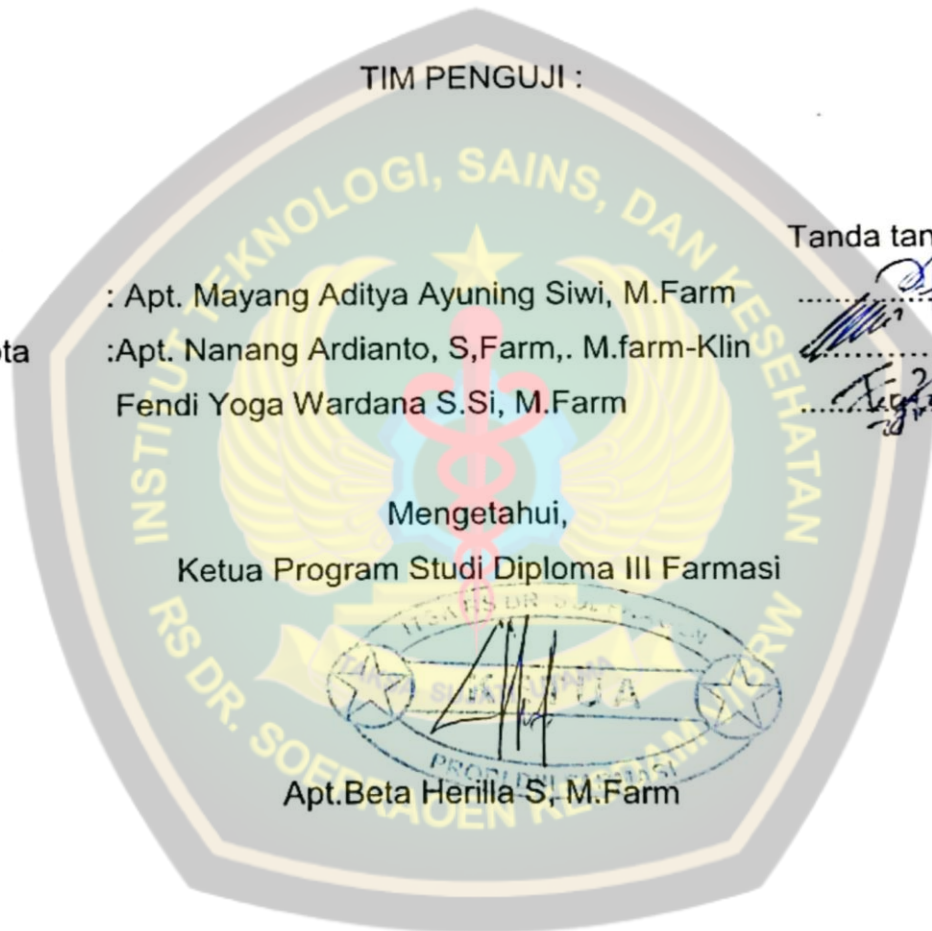 TIM PENGUJI :
Tanda tan
: Apt. Mayang Aditya Ayuning Siwi, M.Farm
ota :Apt. Nanang Ardianto, S,Farm,. M.farm-Klin
Fendi Yoga Wardana S.Si, M.Farm
Mengetahui,
Ketua Program Studi Diploma III Farmasi
Apt.Beta Herilla S, M.Farm
INSTITUT TEKNOLOGI, SAINS, DAN KESEHATAN
RS DR. SOEPRAOEN KESDAM V/BRW